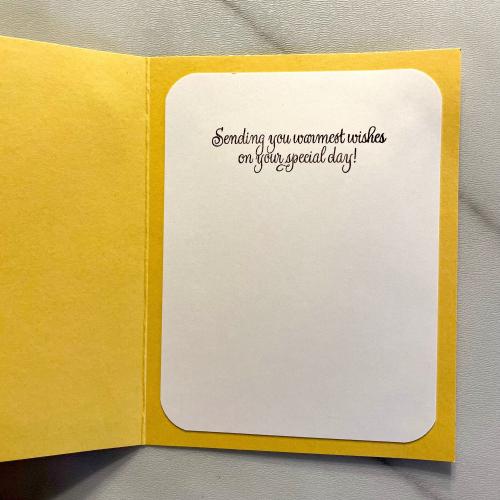 Sending you warmest wishes
on your special day!